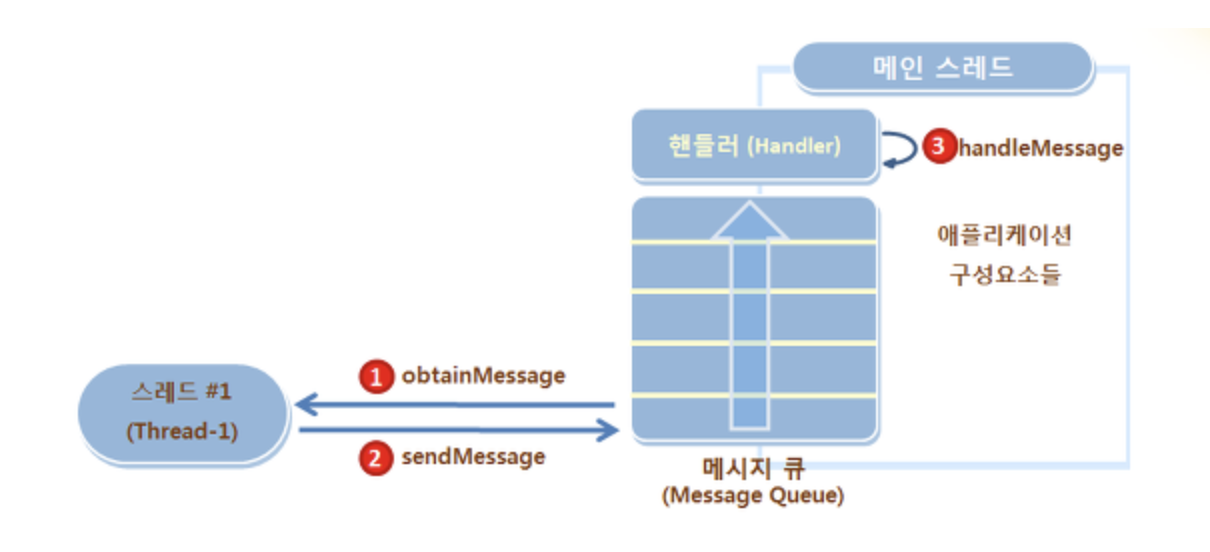 메인 스레드
핸들러 (Handler)
3 handleMessage
애플리케이션
구성요소들
1 obtainMessage
스레드 #1
(Thread-1)
2 sendMessage
메시지 큐
(Message Queue)